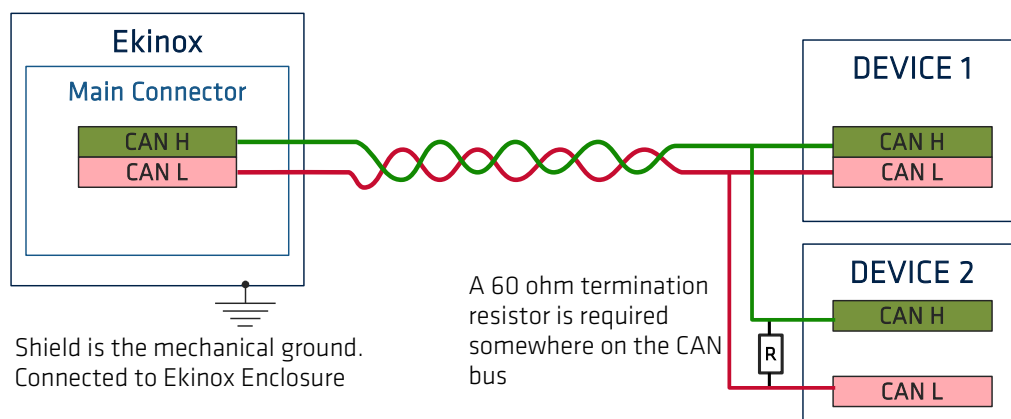 Ekinox
Main Connector
CAN H
CAN L
Shield is the mechanical ground.
Connected to Ekinox Enclosure
A 60 ohm termination
resistor is required
somewhere on the CAN
bus
DEVICE 1
CAN H
CAN L
DEVICE 2
CAN H
R
CAN L